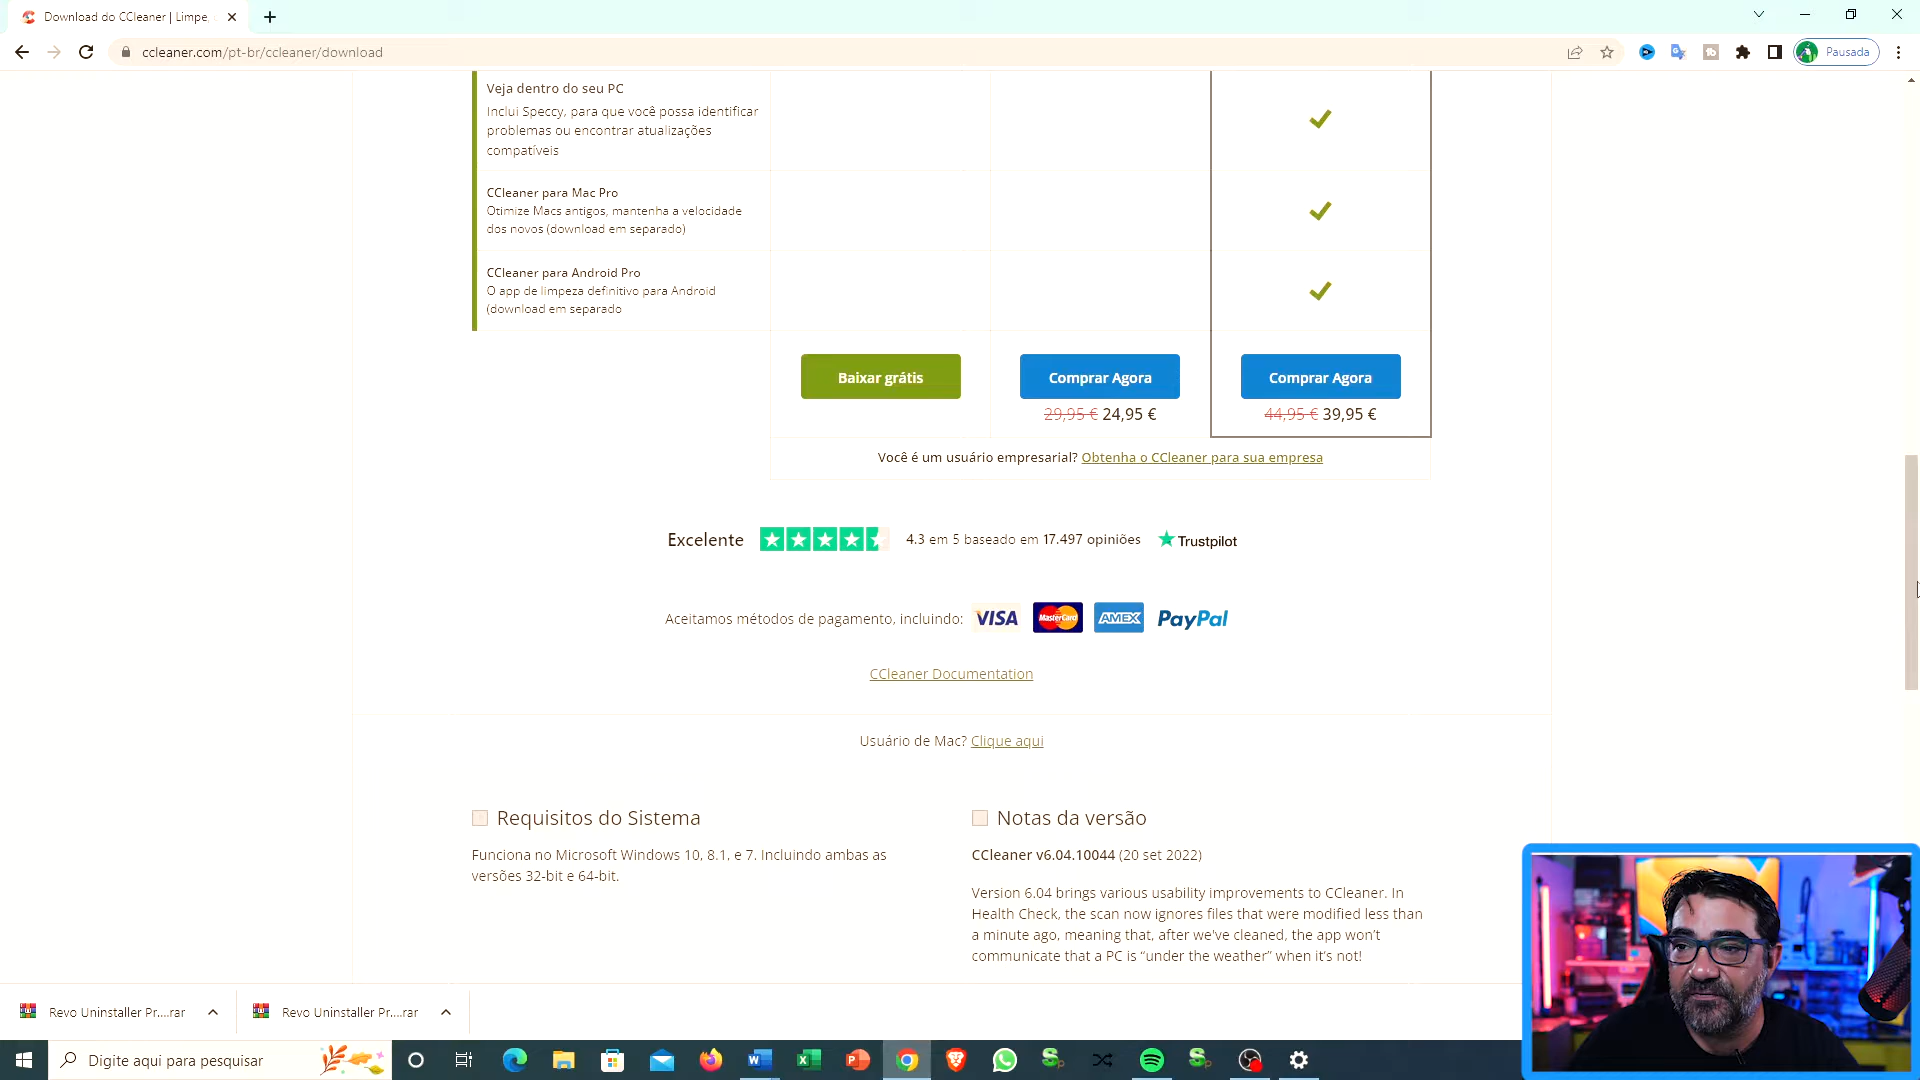 Download do CCleaner | Limpe,
ccleaner.com/pt-br/ccleaner/download
Pausada
Veja dentro do seu PC
Inclui Speccy, para que você possa identificar
problemas ou encontrar atualizações
compatíveis
CCleaner para Mac Pro
Otimize Macs antigos, mantenha a velocidade
dos novos (download em separado)
CCleaner para Android Pro
O app de limpeza definitivo para Android
(download em separado
Baixar grátis
Comprar Agora
Comprar Agora
29,95 € 24,95 €
44,95 € 39,95 €
Você é um usuário empresarial? Obtenha o CCleaner para sua empresa
Excelente
4.3 em 5 baseado em 17.497 opiniões
Trustpilot
Aceitamos métodos de pagamento, incluindo:
VISA
MasterCard
AMEX
PayPal
CCleaner Documentation
Usuário de Mac? Clique aqui
Requisitos do Sistema
Funciona no Microsoft Windows 10, 8.1, e 7. Incluindo ambas as
versões 32-bit e 64-bit.
Notas da versão
CCleaner v6.04.10044 (20 set 2022)
Version 6.04 brings various usability improvements to CCleaner. In
Health Check, the scan now ignores files that were modified less than
a minute ago, meaning that, after we've cleaned, the app won't
communicate that a PC is “under the weather” when it's not!
Revo Uninstaller Pr....rar
Revo Uninstaller Pr....rar
Digite aqui para pesquisar